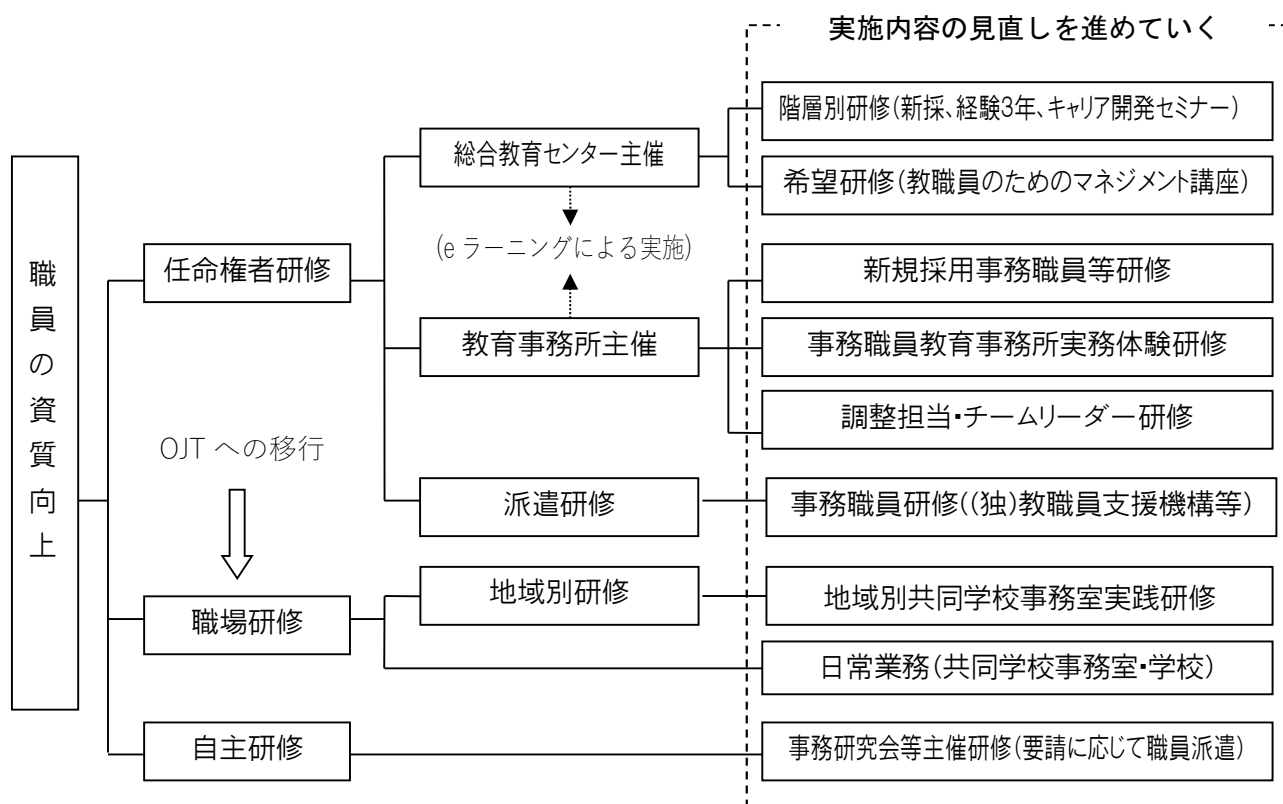 実施内容の見直しを進めていく
階層別研修(新採、経験3年、キャリア開発セミナー)
総合教育センター主催
希望研修(教職員のためのマネジメント講座)
(e ラーニングによる実施)
職員の資質向上
任命権者研修
新規採用事務職員等研修
教育事務所主催
事務職員教育事務所実務体験研修
調整担当・チームリーダー研修
OJT への移行
派遣研修
事務職員研修((独)教職員支援機構等)
地域別研修
地域別共同学校事務室実践研修
職場研修
日常業務(共同学校事務室・学校)
自主研修
事務研究会等主催研修(要請に応じて職員派遣)